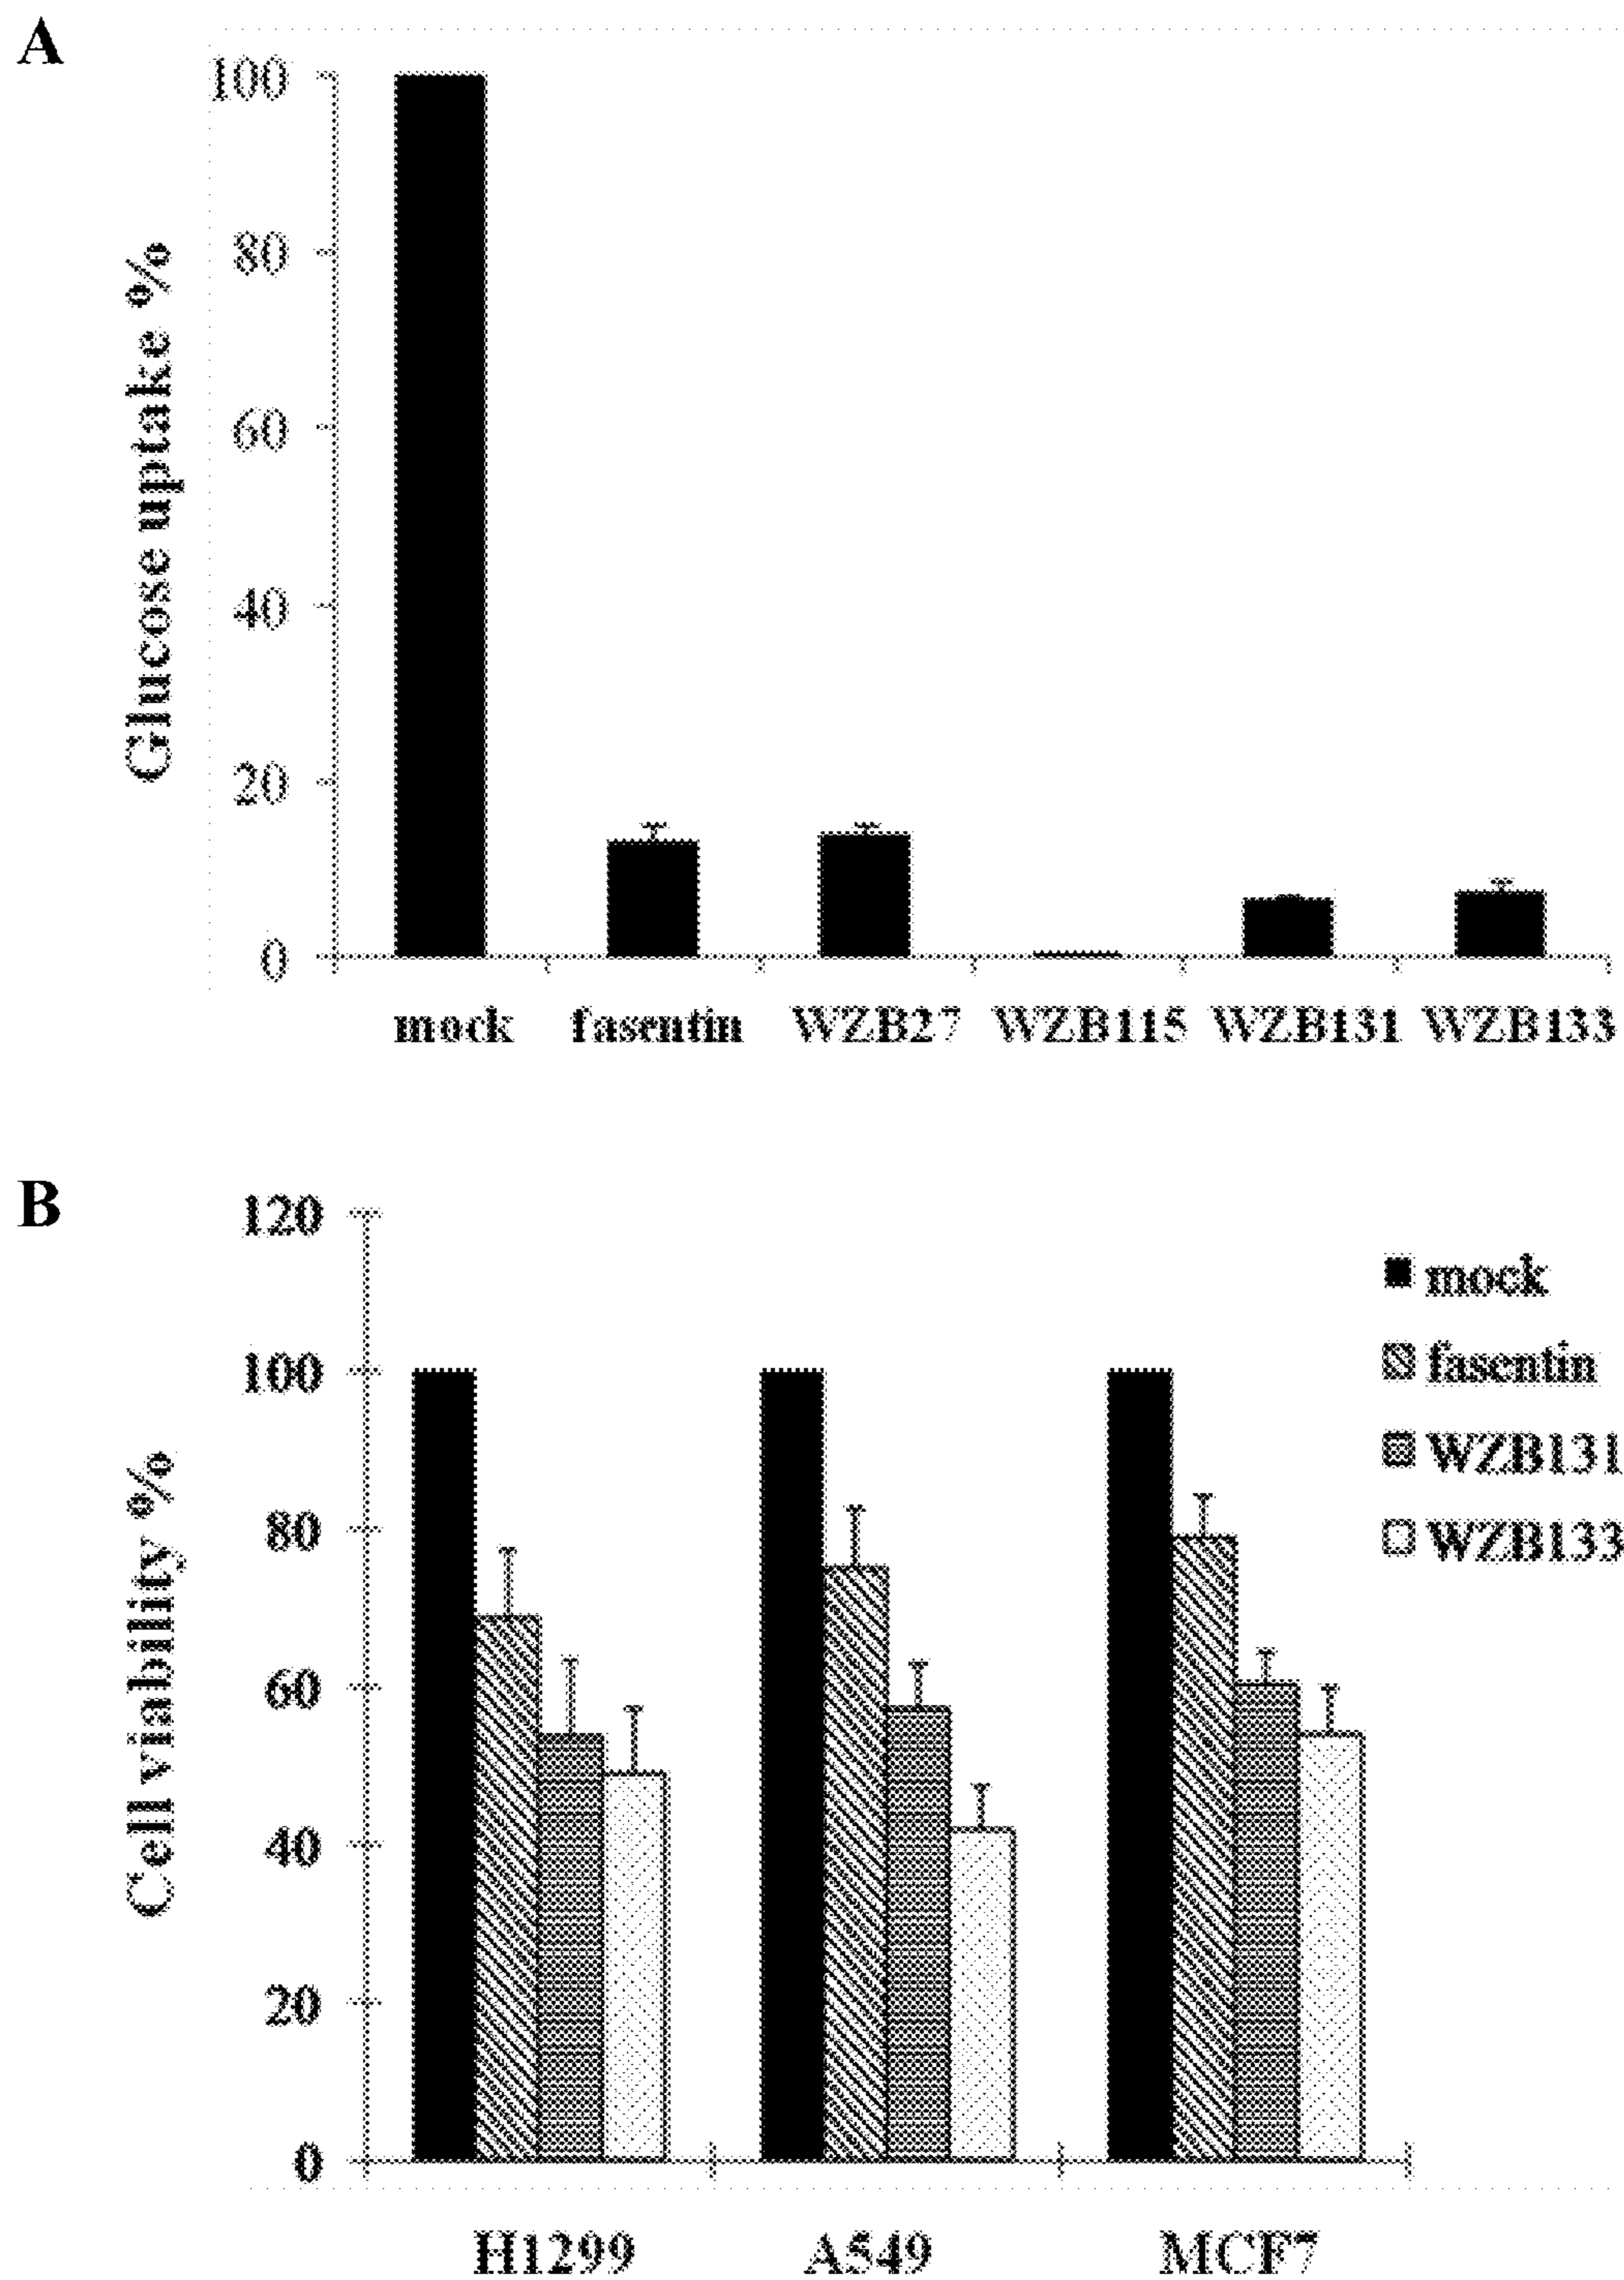 A
Glucose uptake %
100
80
60
40
20
0
mock fasentin WZB27 WZB115 WZB131 WZB133
B
Cell viability %
120
100
80
60
40
20
0
mock
fasentin
WZB131
WZB133
H1299 A549 MCF7